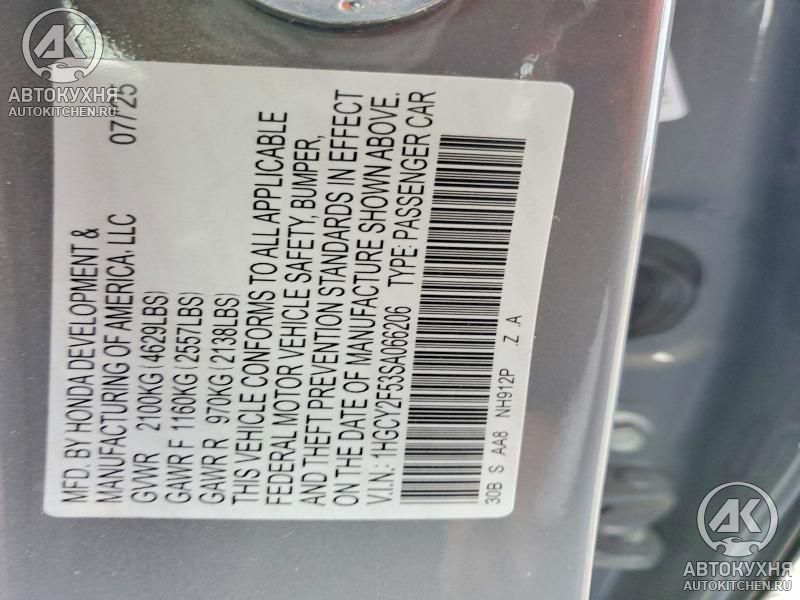 AK
АВТОКУХНЯ
AUTOKITCHEN.RU
MFD. BY HONDA DEVELOPMENT & 07/25
MANUFACTURING OF AMERICA, LLC
GVWR 2100KG (4629LBS)
GAWR F 1160KG (2557LBS)
GAWR R 970KG (2138LBS)
THIS VEHICLE CONFORMS TO ALL APPLICABLE
FEDERAL MOTOR VEHICLE SAFETY, BUMPER,
AND THEFT PREVENTION STANDARDS IN EFFECT
ON THE DATE OF MANUFACTURE SHOWN ABOVE.
V.I.N.: 1HGCY2F53SA066206 TYPE: PASSENGER CAR
30B S AA8 NH912P .Z .A
AK
АВТОКУХНЯ
AUTOKITCHEN.RU